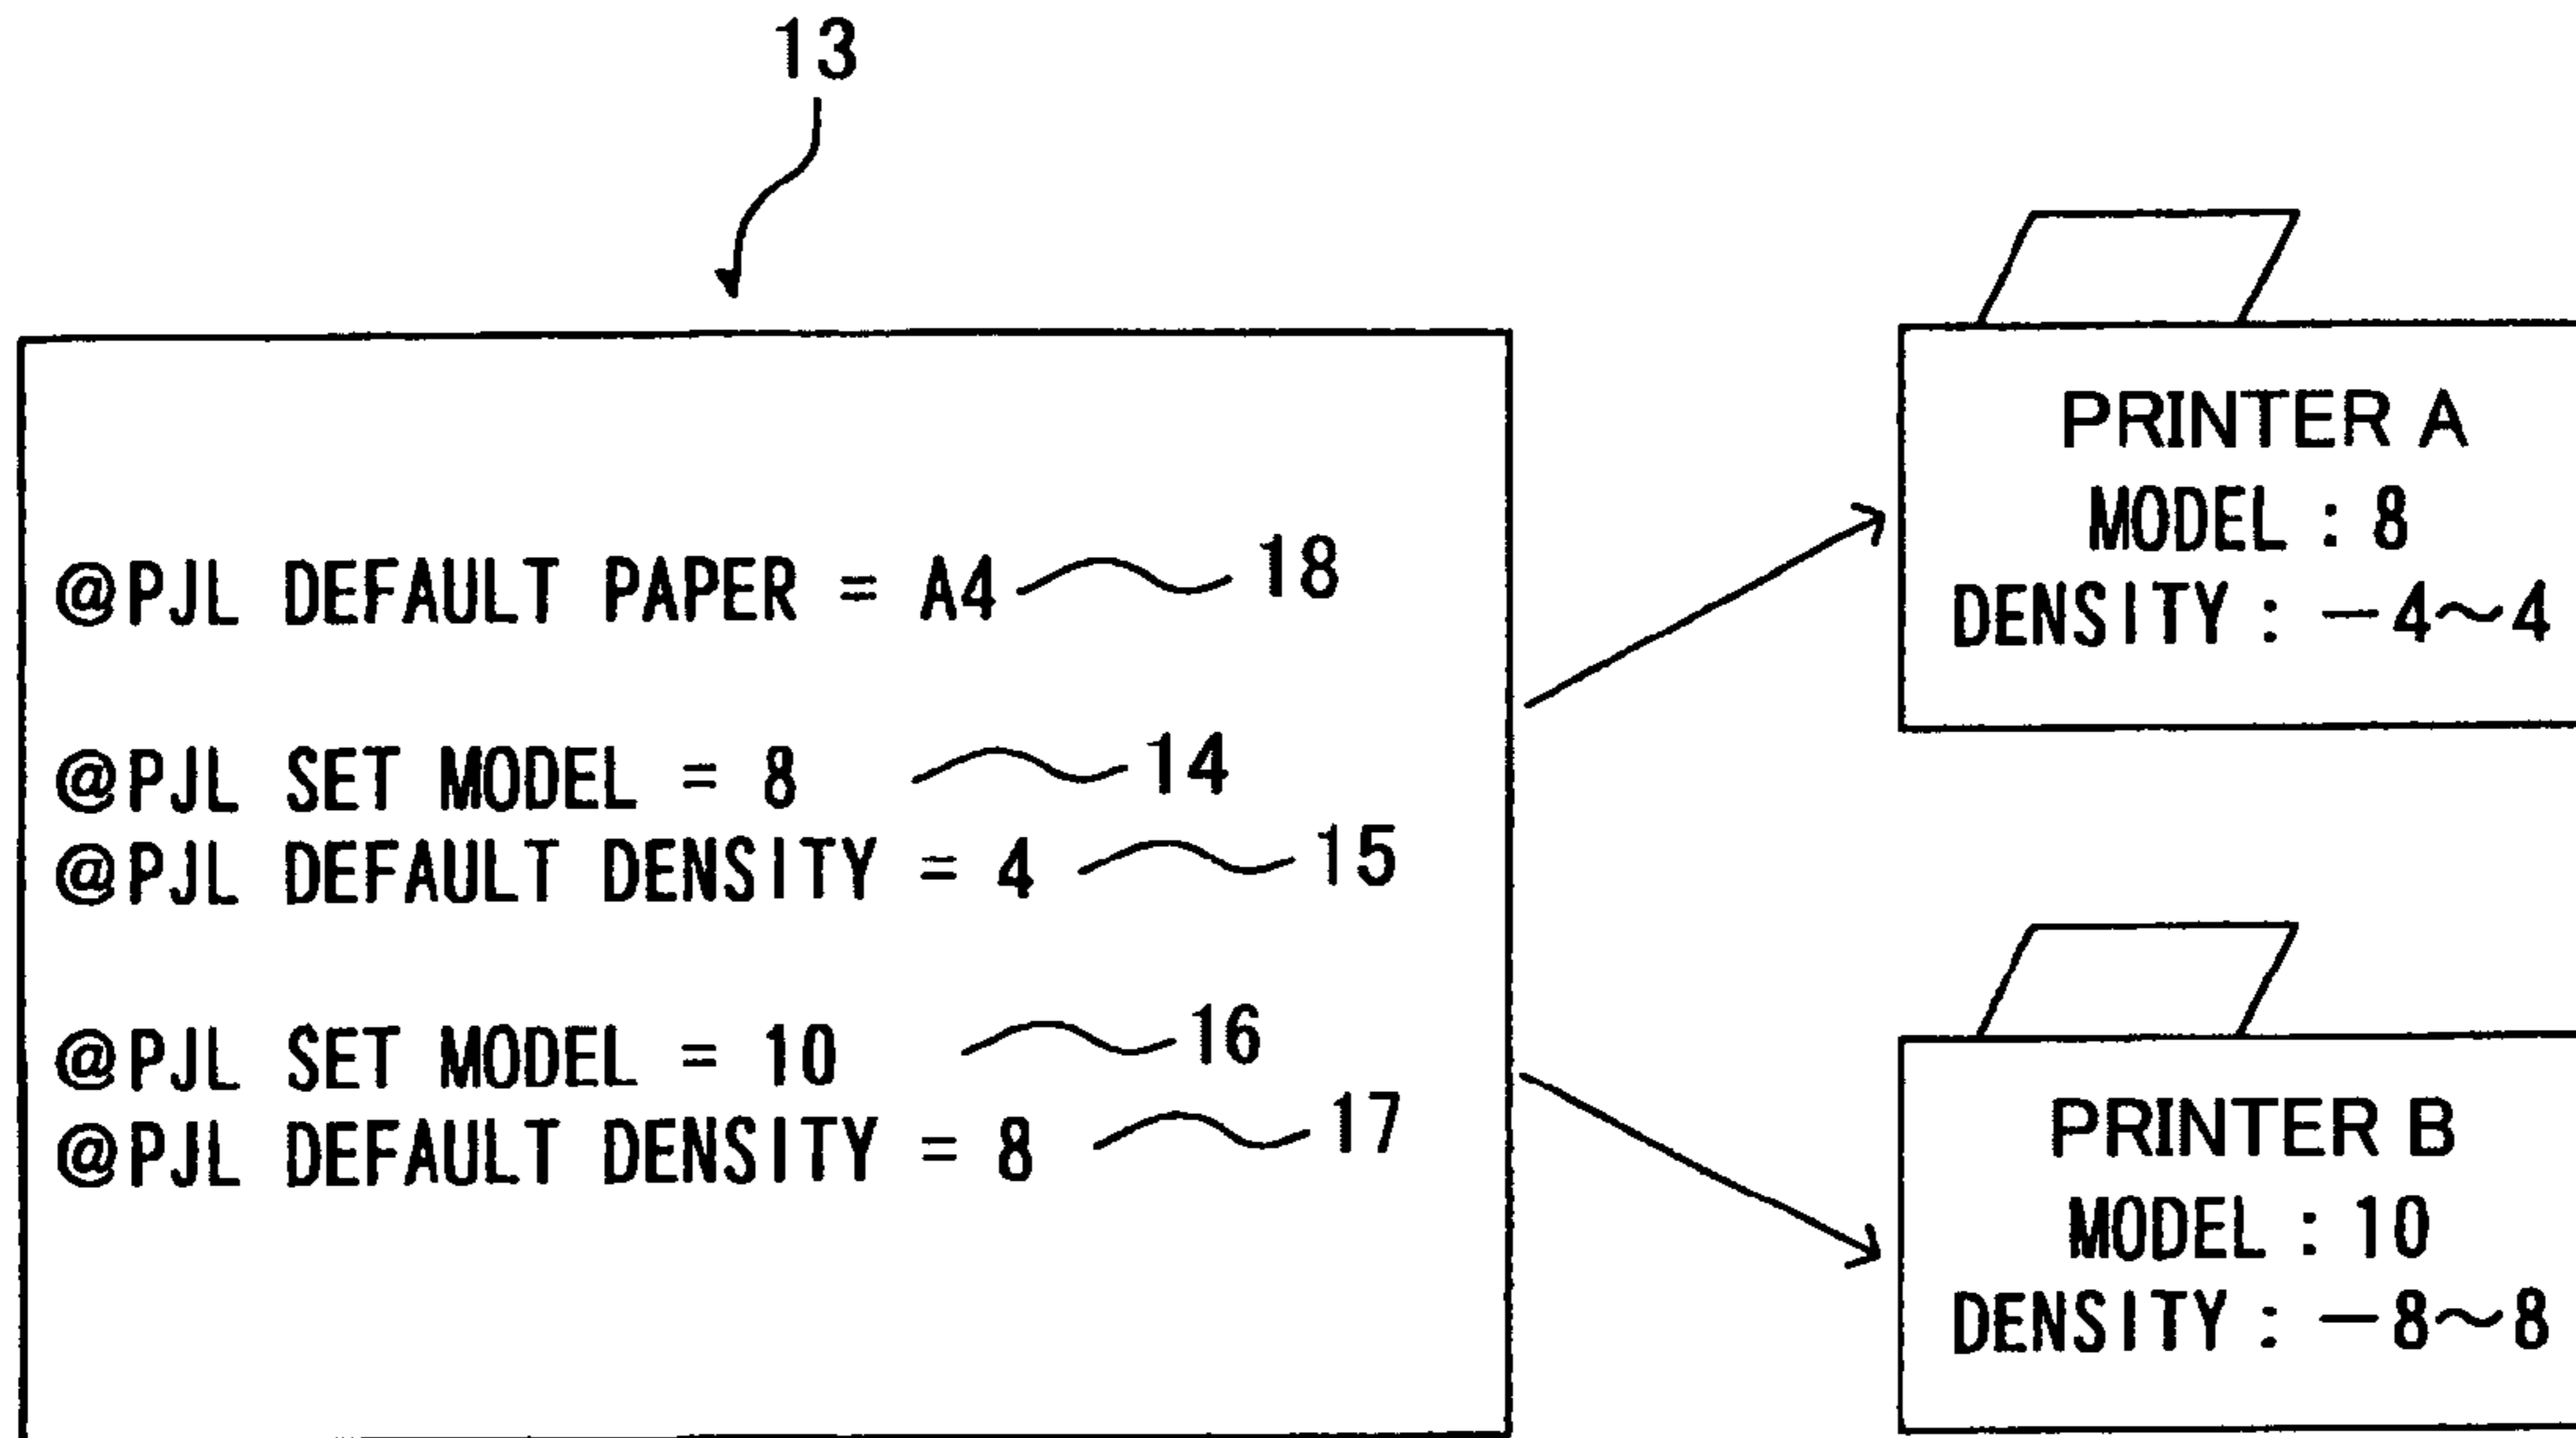 13
@PJL DEFAULT PAPER = A4 18
@PJL SET MODEL = 8 14
@PJL DEFAULT DENSITY = 4 15
@PJL SET MODEL = 10 16
@PJL DEFAULT DENSITY = 8 17
PRINTER A
MODEL : 8
DENSITY : －4～4
PRINTER B
MODEL : 10
DENSITY : －8～8